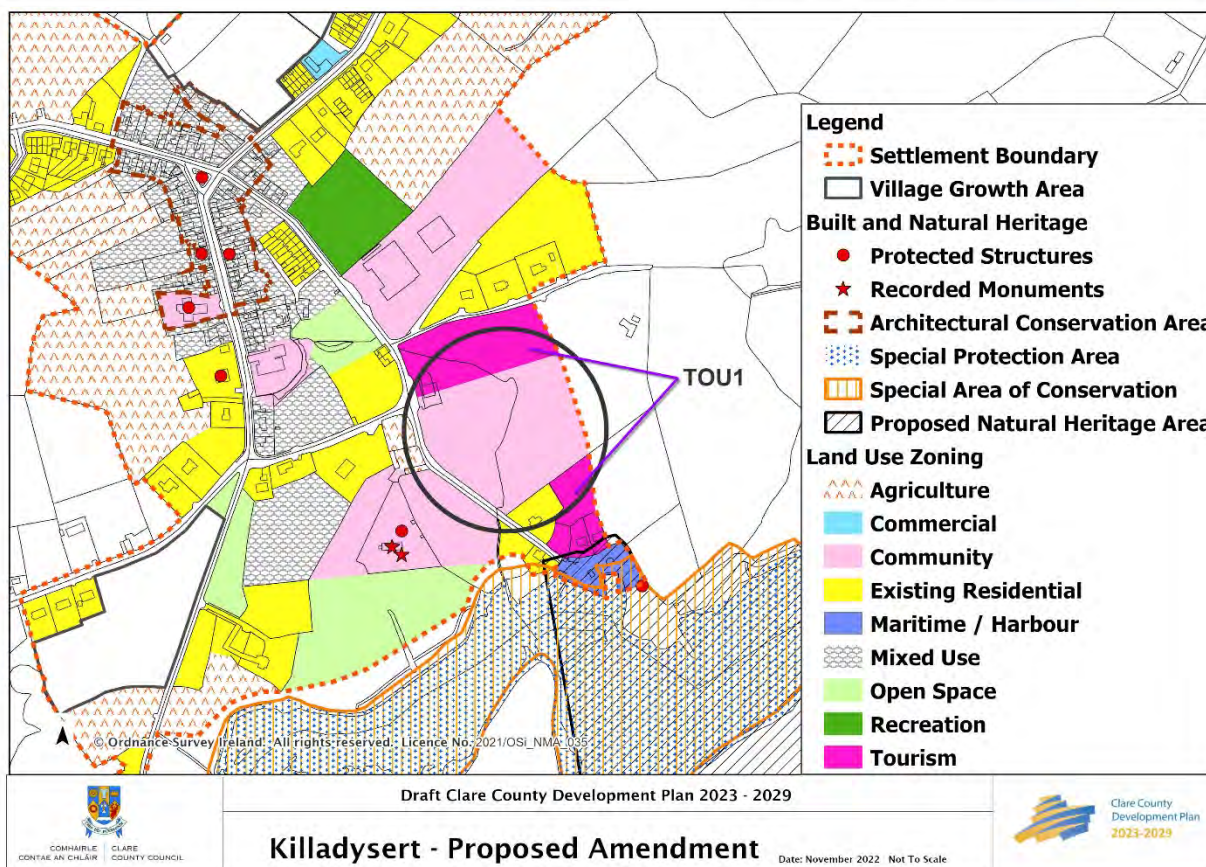 TOU1
Legend
Settlement Boundary
Village Growth Area
Built and Natural Heritage
Protected Structures
Recorded Monuments
Architectural Conservation Area
Special Protection Area
Special Area of Conservation
Proposed Natural Heritage Area
Land Use Zoning
Agriculture
Commercial
Community
Existing Residential
Maritime / Harbour
Mixed Use
Open Space
Recreation
Tourism
© Ordnance Survey Ireland. All rights reserved. Licence No. 2021/OSi_NMA_035
COMHAIRLE CONTAE AN CHLÁIR
CLARE COUNTY COUNCIL
Draft Clare County Development Plan 2023 - 2029
Killadysert - Proposed Amendment
Date: November 2022 Not To Scale
Clare County
Development Plan
2023-2029